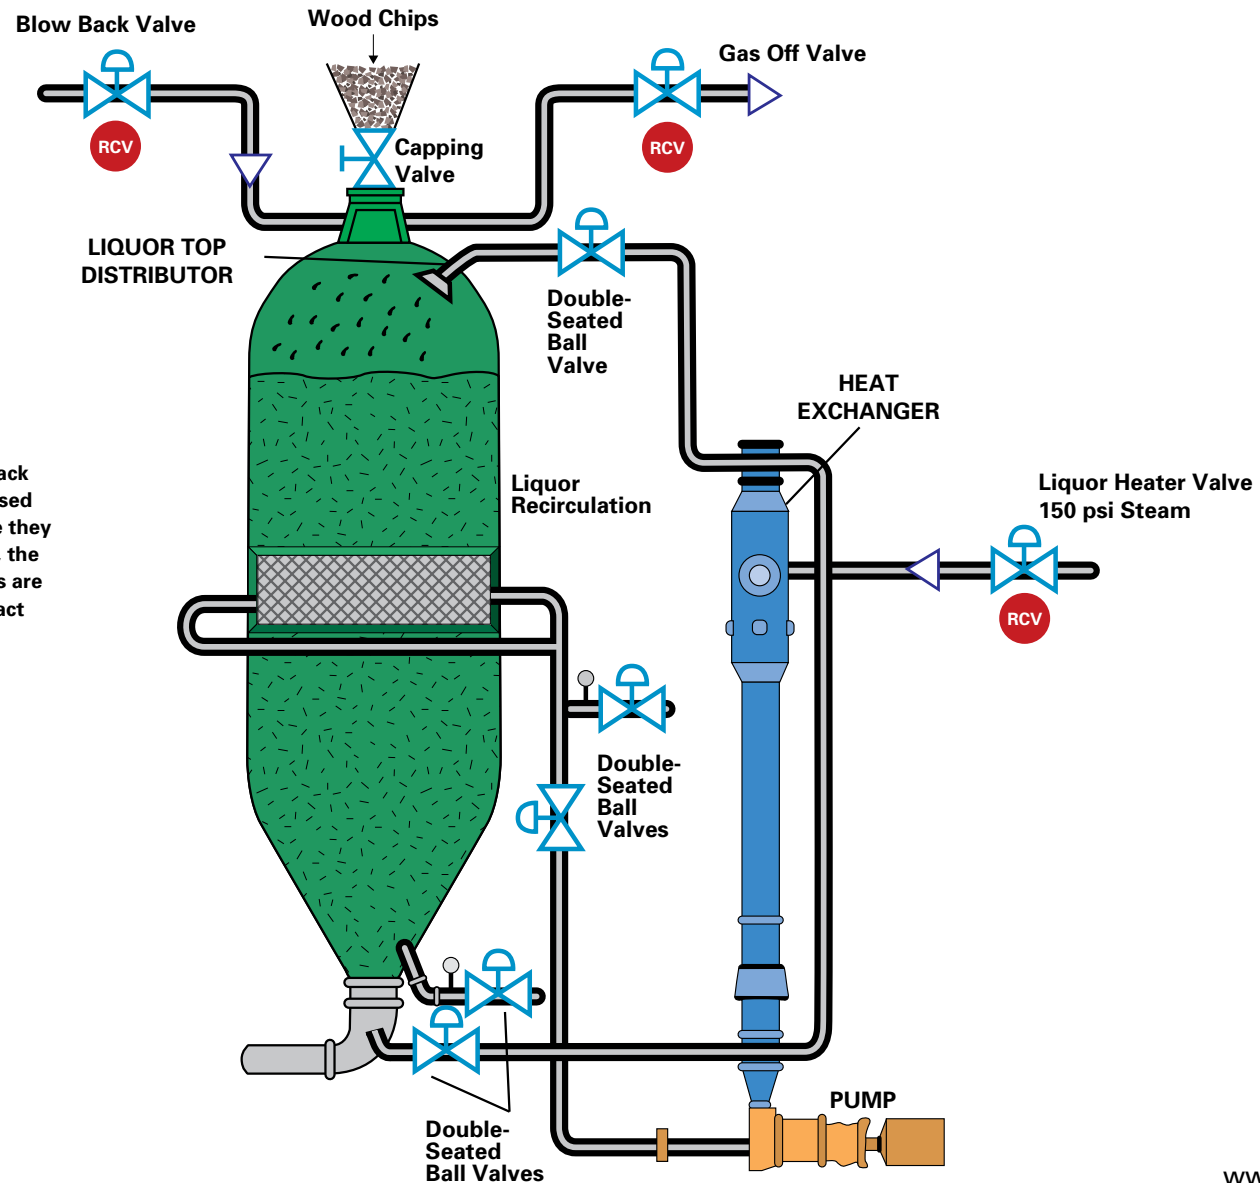 Blow Back Valve
Wood Chips
Gas Off Valve
RCV
RCV
Capping
Valve
LIQUOR TOP
DISTRIBUTOR
Double-
Seated
Ball
Valve
HEAT
EXCHANGER
ack
sed
e they
, the
s are
act
Liquor
Recirculation
Liquor Heater Valve
150 psi Steam
RCV
Double-
Seated
Ball
Valves
PUMP
Double-
Seated
Ball Valves
ww